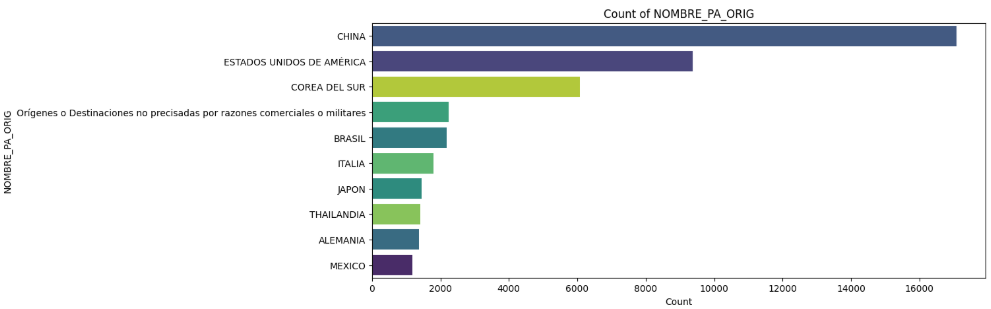 Count of NOMBRE_PA_ORIG
NOMBRE_PA_ORIG
CHINA
ESTADOS UNIDOS DE AMÉRICA
COREA DEL SUR
Orígenes o Destinaciones no precisadas por razones comerciales o militares
BRASIL
ITALIA
JAPON
THAILANDIA
ALEMANIA
MEXICO
0 2000 4000 6000 8000 10000 12000 14000 16000
Count